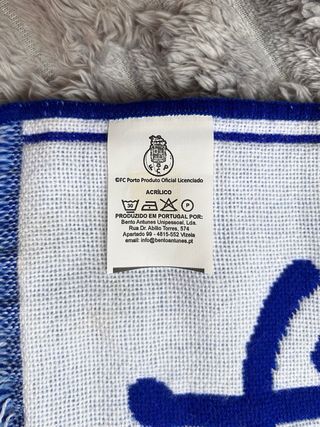 ©FC Porto Produto Oficial Licenciado
ACRÍLICO
30 P
PRODUZIDO EM PORTUGAL POR:
Bento Antunes Unipessoal, Lda.
Rua Dr. Abílio Torres, 574
Apartado 99 - 4815-552 Vizela
email: info@bentoantunes.pt